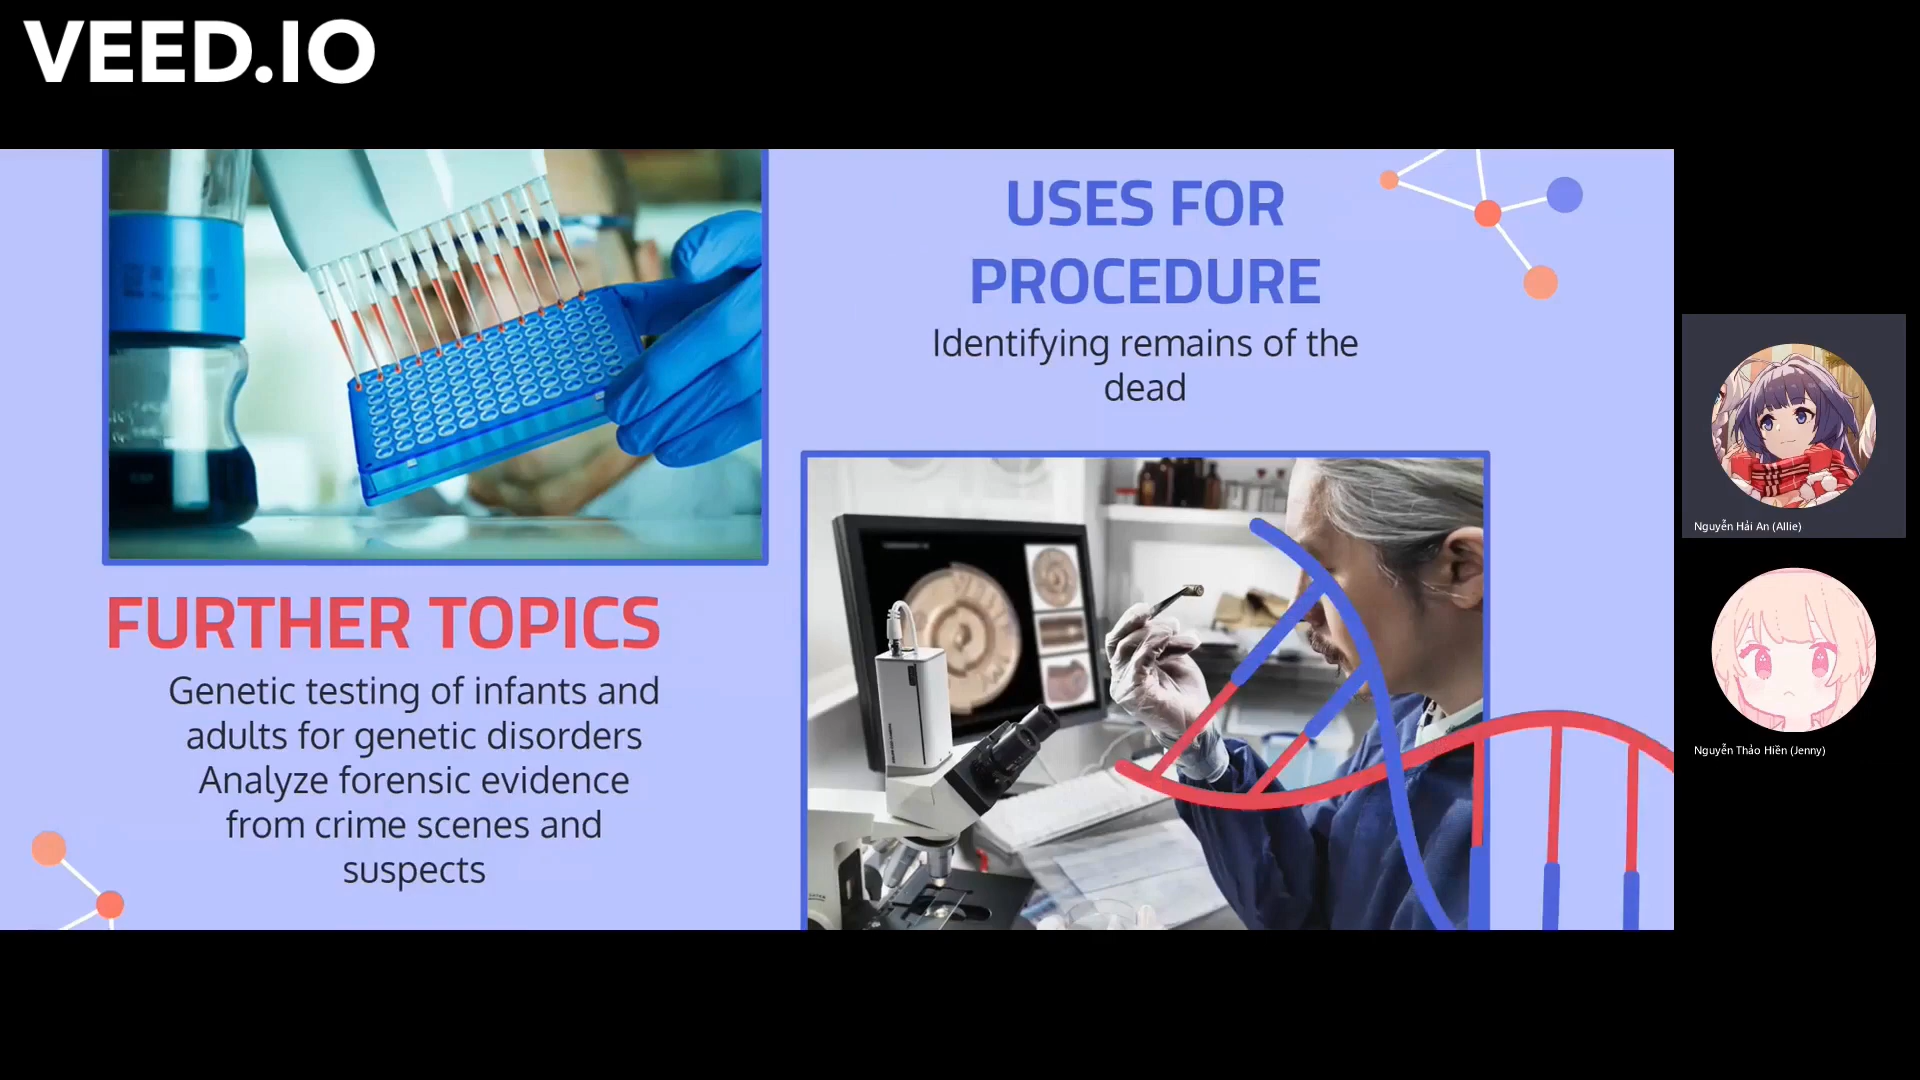 VEED.IO
USES FOR
PROCEDURE
Identifying remains of the
dead
FURTHER TOPICS
Genetic testing of infants and
adults for genetic disorders
Analyze forensic evidence
from crime scenes and
suspects
Nguyễn Hải An (Allie)
Nguyễn Thảo Hiền (Jenny)